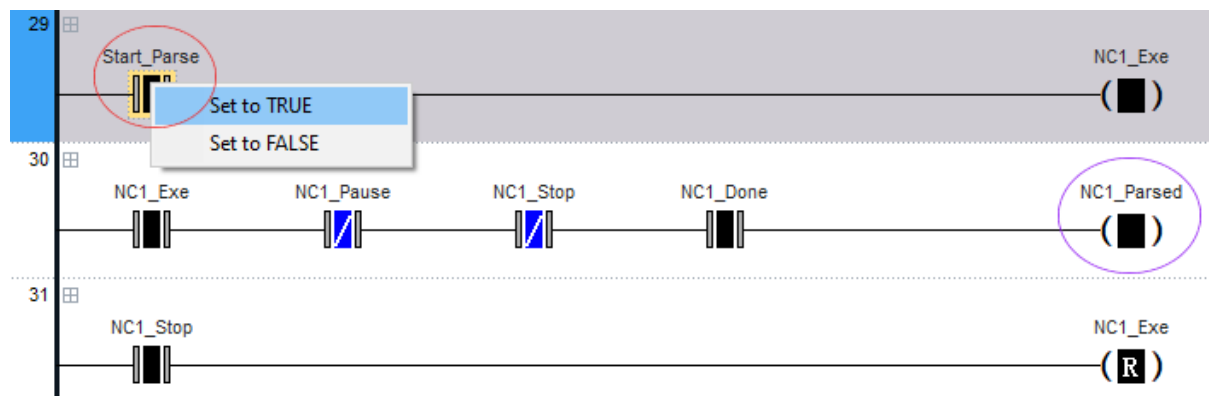 29
Start_Parse
NC1_Exe
Set to TRUE
Set to FALSE
30
NC1_Exe NC1_Pause NC1_Stop NC1_Done NC1_Parsed
31
NC1_Stop NC1_Exe
R